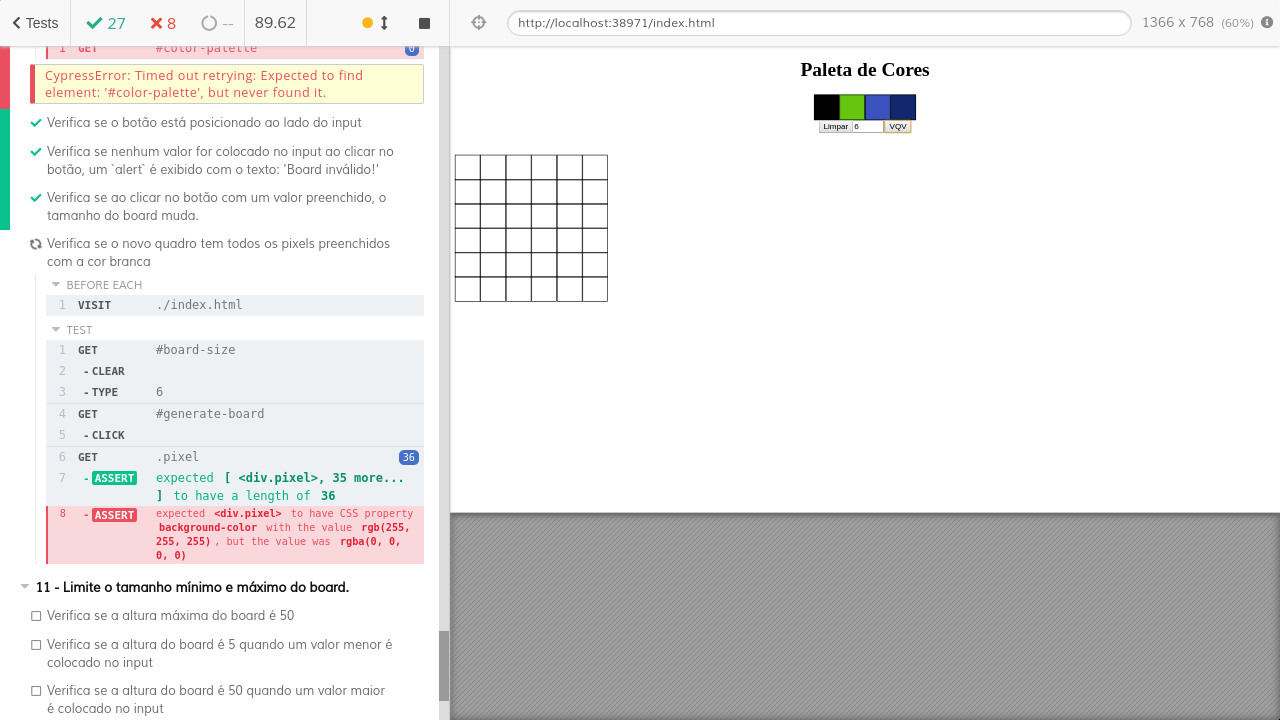 Tests
27
8
--
89.62
http://localhost:38971/index.html
1366 x 768 (60%)
1 GET #color-palette 0
CypressError: Timed out retrying: Expected to find
element: '#color-palette', but never found it.
Verifica se o botão está posicionado ao lado do input
Verifica se nenhum valor for colocado no input ao clicar no
botão, um `alert` é exibido com o texto: 'Board inválido!'
Verifica se ao clicar no botão com um valor preenchido, o
tamanho do board muda.
Verifica se o novo quadro tem todos os pixels preenchidos
com a cor branca
BEFORE EACH
1 VISIT ./index.html
TEST
1 GET #board-size
2 - CLEAR
3 - TYPE 6
4 GET #generate-board
5 - CLICK
6 GET .pixel 36
7 - ASSERT expected [ <div.pixel>, 35 more...
] to have a length of 36
8 - ASSERT expected <div.pixel> to have CSS property
background-color with the value rgb(255,
255, 255) , but the value was rgba(0, 0,
0, 0)
11 - Limite o tamanho mínimo e máximo do board.
Verifica se a altura máxima do board é 50
Verifica se a altura do board é 5 quando um valor menor é
colocado no input
Verifica se a altura do board é 50 quando um valor maior
é colocado no input
Paleta de Cores
Limpar 6 VQV